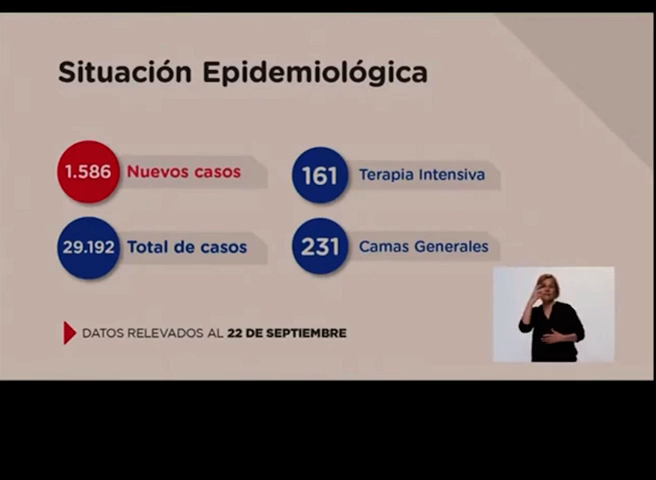 Situación Epidemiológica
1.586 Nuevos casos
161 Terapia Intensiva
29.192 Total de casos
231 Camas Generales
DATOS RELEVADOS AL 22 DE SEPTIEMBRE